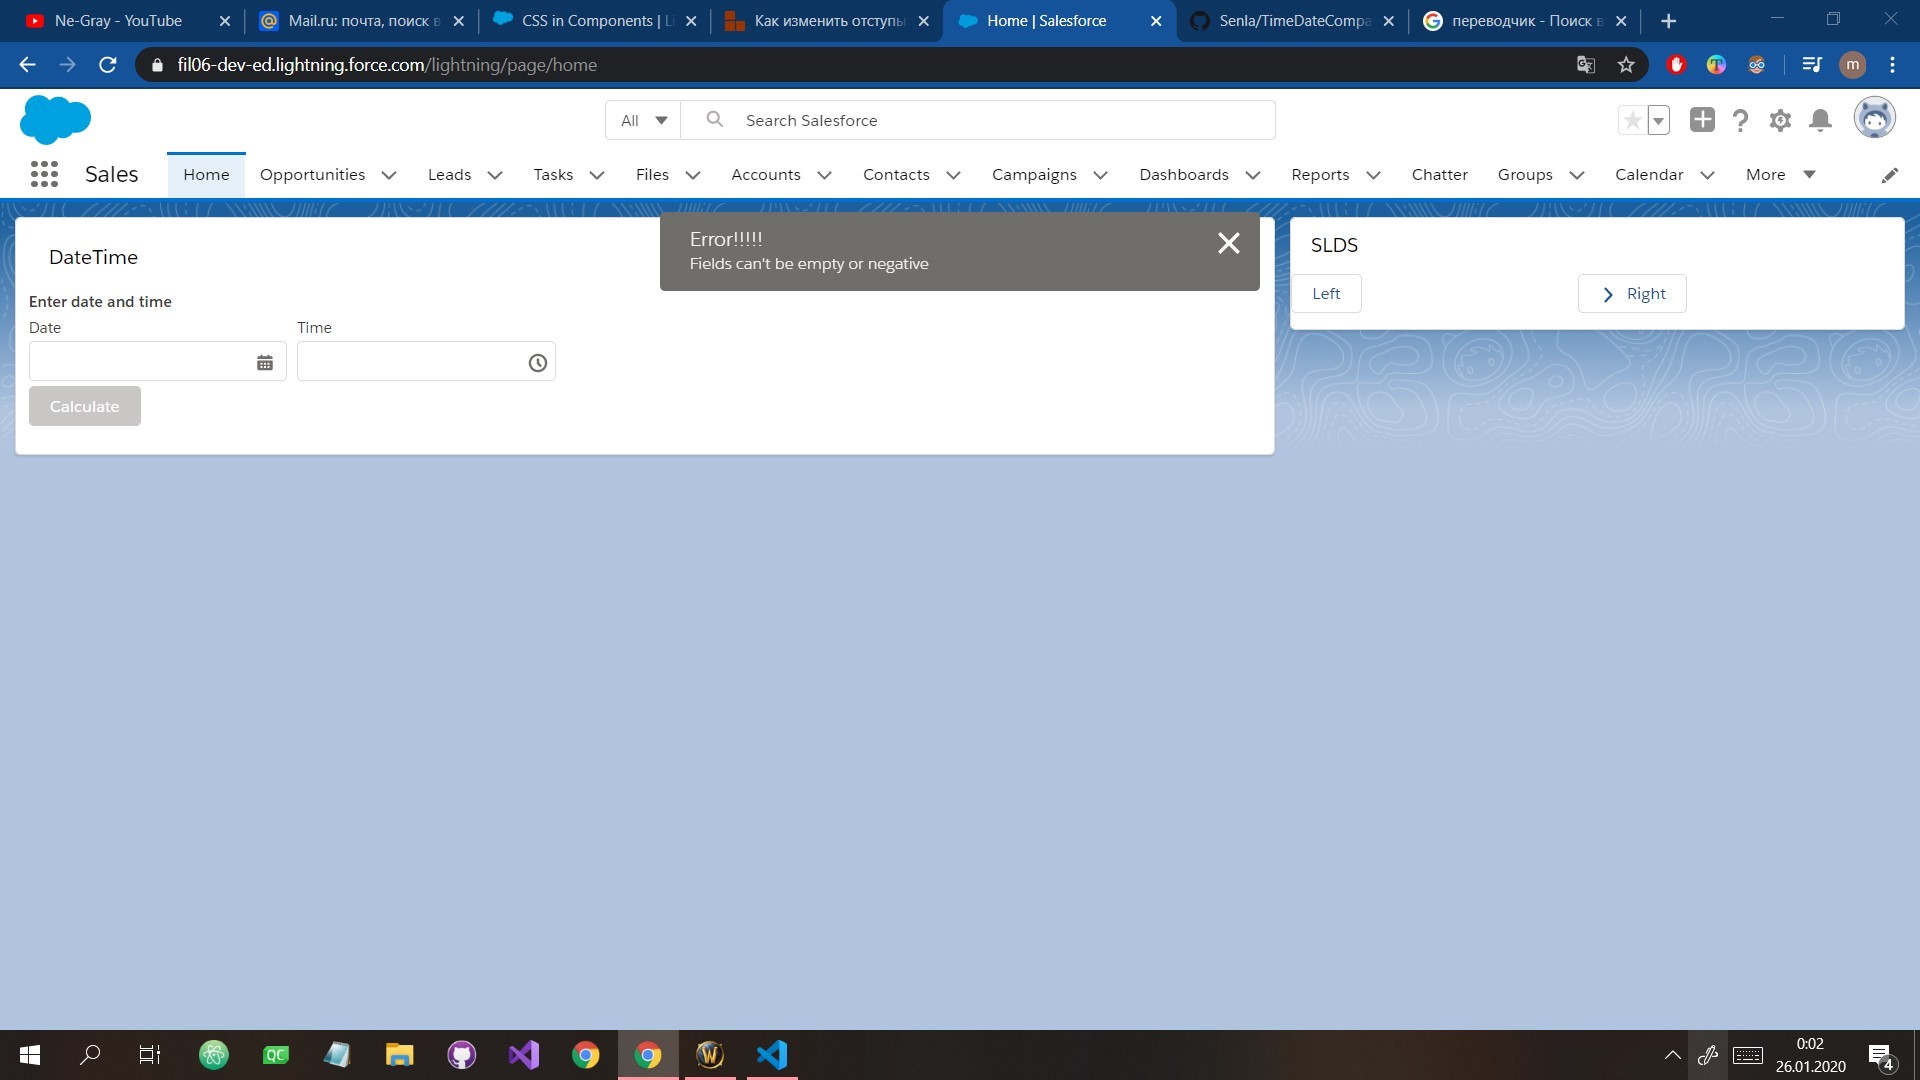 Ne-Gray - YouTube
Mail.ru: почта, поиск в
CSS in Components | Li
Как изменить отступы
Home | Salesforce
Senla/TimeDateCompa
переводчик - Поиск в
fil06-dev-ed.lightning.force.com/lightning/page/home
m
All
Search Salesforce
Sales
Home
Opportunities
Leads
Tasks
Files
Accounts
Contacts
Campaigns
Dashboards
Reports
Chatter
Groups
Calendar
More
Error!!!!!
Fields can't be empty or negative
DateTime
Enter date and time
Date
Time
Calculate
SLDS
Left
Right
QC
W
0:02
26.01.2020
4